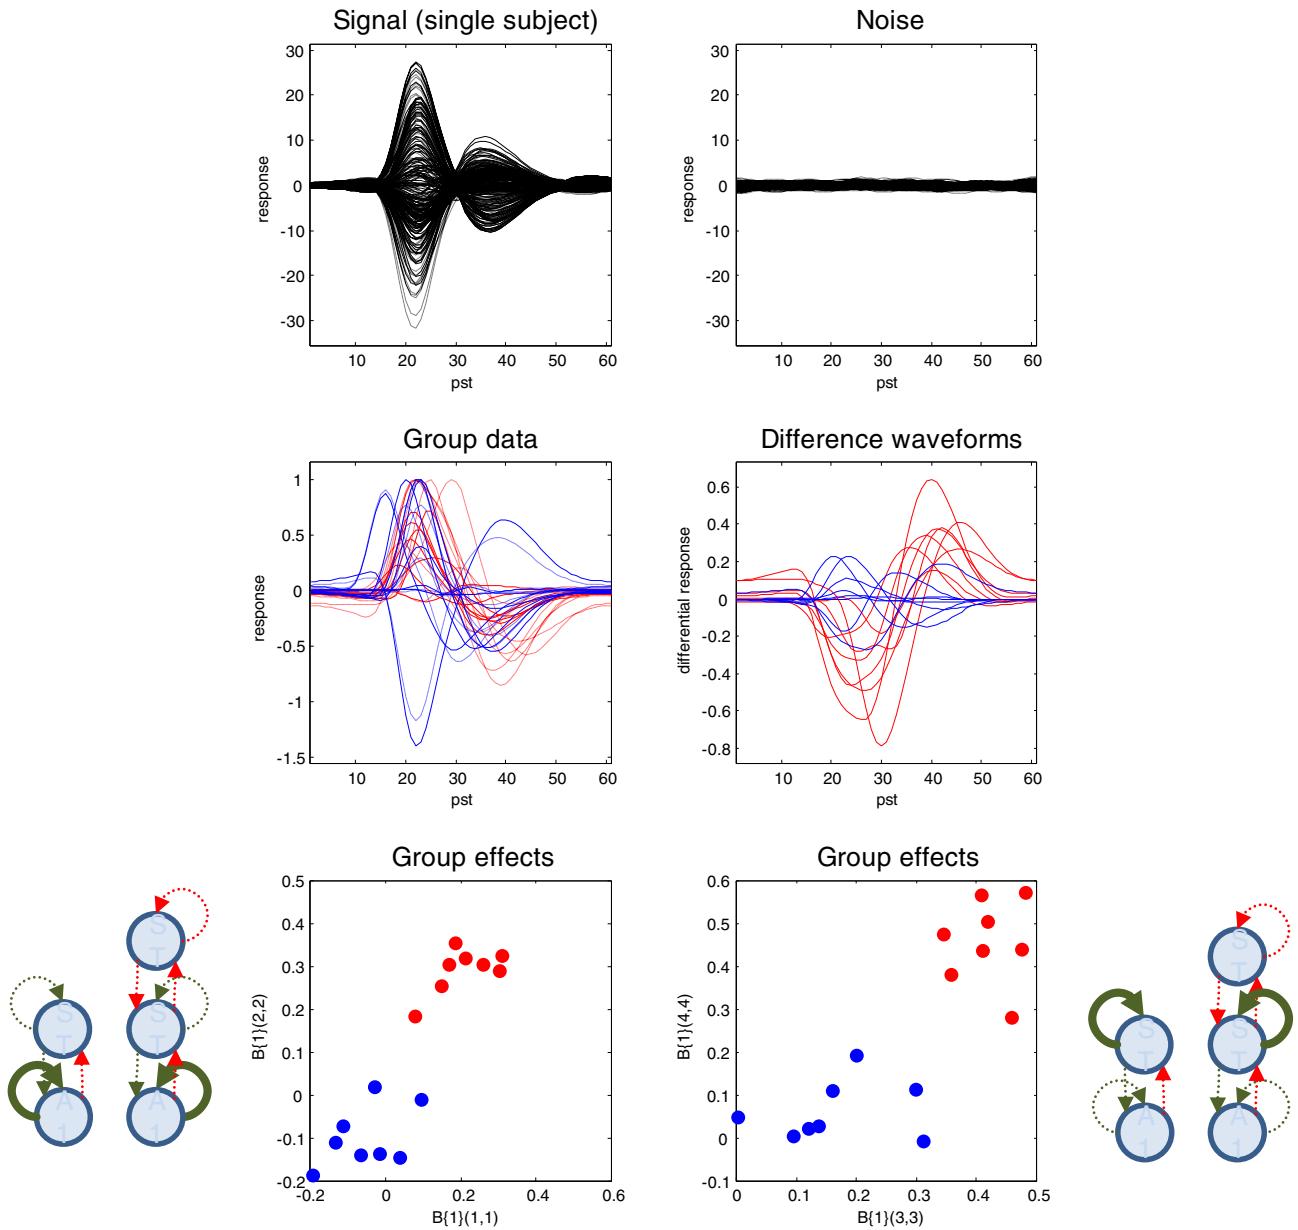 Signal (single subject)
Noise
30
20
10
0
-10
-20
-30
response
10 20 30 40 50 60
pst
30
20
10
0
-10
-20
-30
response
10 20 30 40 50 60
pst
Group data
Difference waveforms
1
0.5
0
-0.5
-1
-1.5
response
10 20 30 40 50 60
pst
0.6
0.4
0.2
0
-0.2
-0.4
-0.6
-0.8
differential response
10 20 30 40 50 60
pst
Group effects
Group effects
S
T
S
T
S
T
A
1
A
1
0.5
0.4
0.3
0.2
0.1
0
-0.1
-0.2
B{1}(2,2)
-0.2 0 0.2 0.4 0.6
B{1}(1,1)
0.6
0.5
0.4
0.3
0.2
0.1
0
-0.1
B{1}(4,4)
0 0.1 0.2 0.3 0.4 0.5
B{1}(3,3)
S
T
S
T
S
T
A
1
A
1